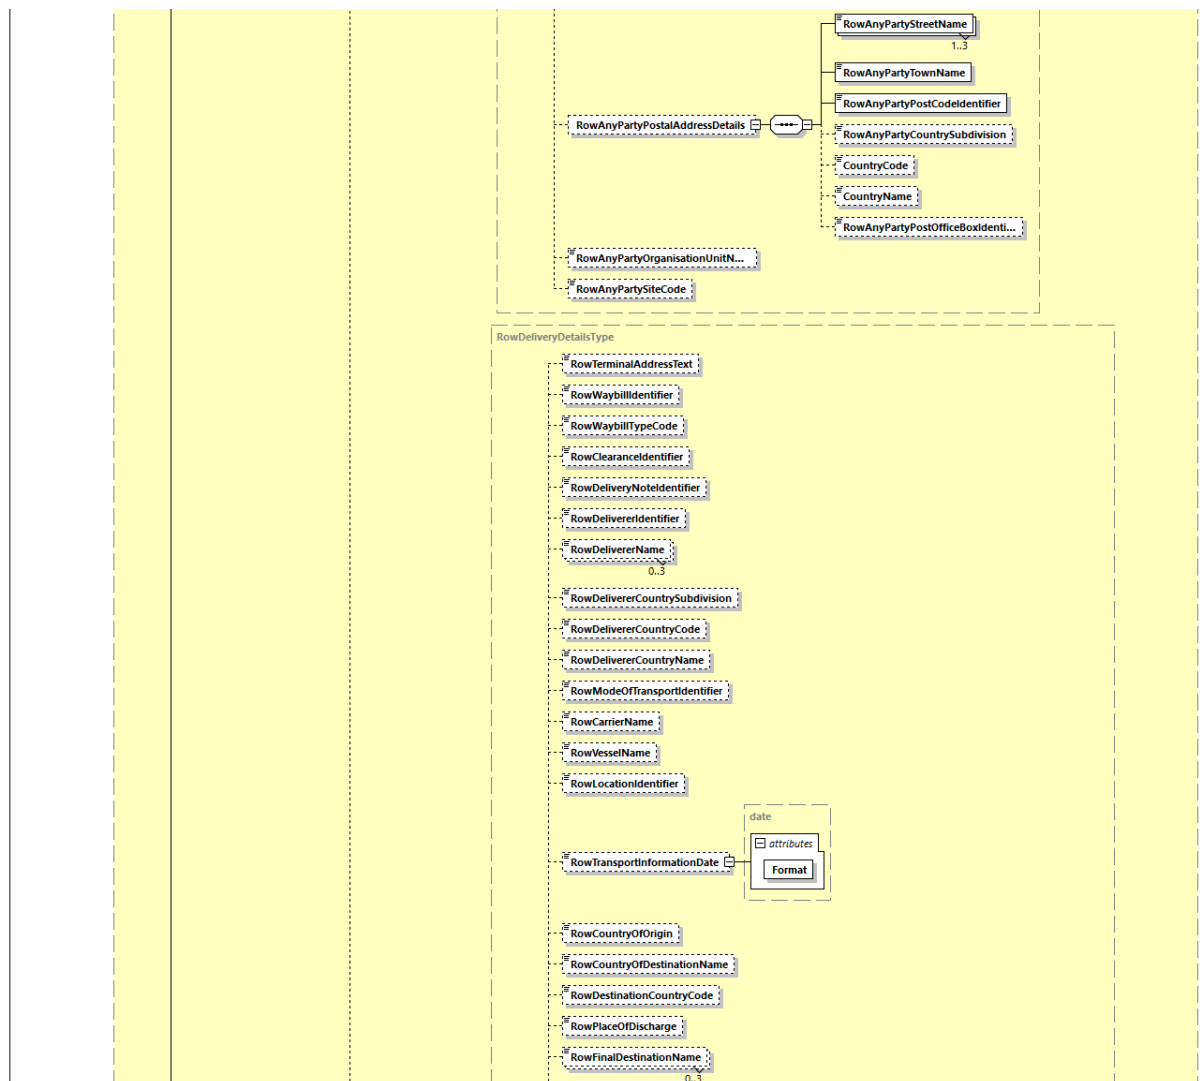 RowAnyPartyStreetName
1..3
RowAnyPartyTownName
RowAnyPartyPostCodeIdentifier
RowAnyPartyPostalAddressDetails
RowAnyPartyCountrySubdivision
CountryCode
CountryName
RowAnyPartyPostOfficeBoxIdenti...
RowAnyPartyOrganisationUnitN...
RowAnyPartySiteCode
RowDeliveryDetailsType
RowTerminalAddressText
RowWaybillIdentifier
RowWaybillTypeCode
RowClearanceIdentifier
RowDeliveryNoteIdentifier
RowDelivererIdentifier
RowDelivererName
0..3
RowDelivererCountrySubdivision
RowDelivererCountryCode
RowDelivererCountryName
RowModeOfTransportIdentifier
RowCarrierName
RowVesselName
RowLocationIdentifier
date
attributes
RowTransportInformationDate
Format
RowCountryOfOrigin
RowCountryOfDestinationName
RowDestinationCountryCode
RowPlaceOfDischarge
RowFinalDestinationName
0..3